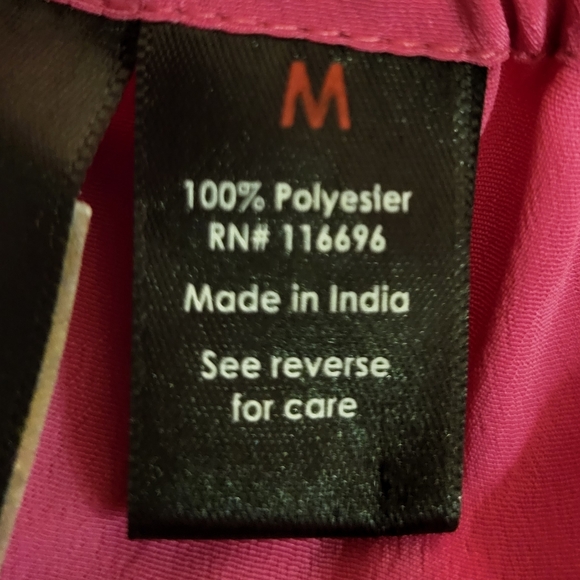 M
100% Polyester
RN# 116696
Made in India
See reverse
for care